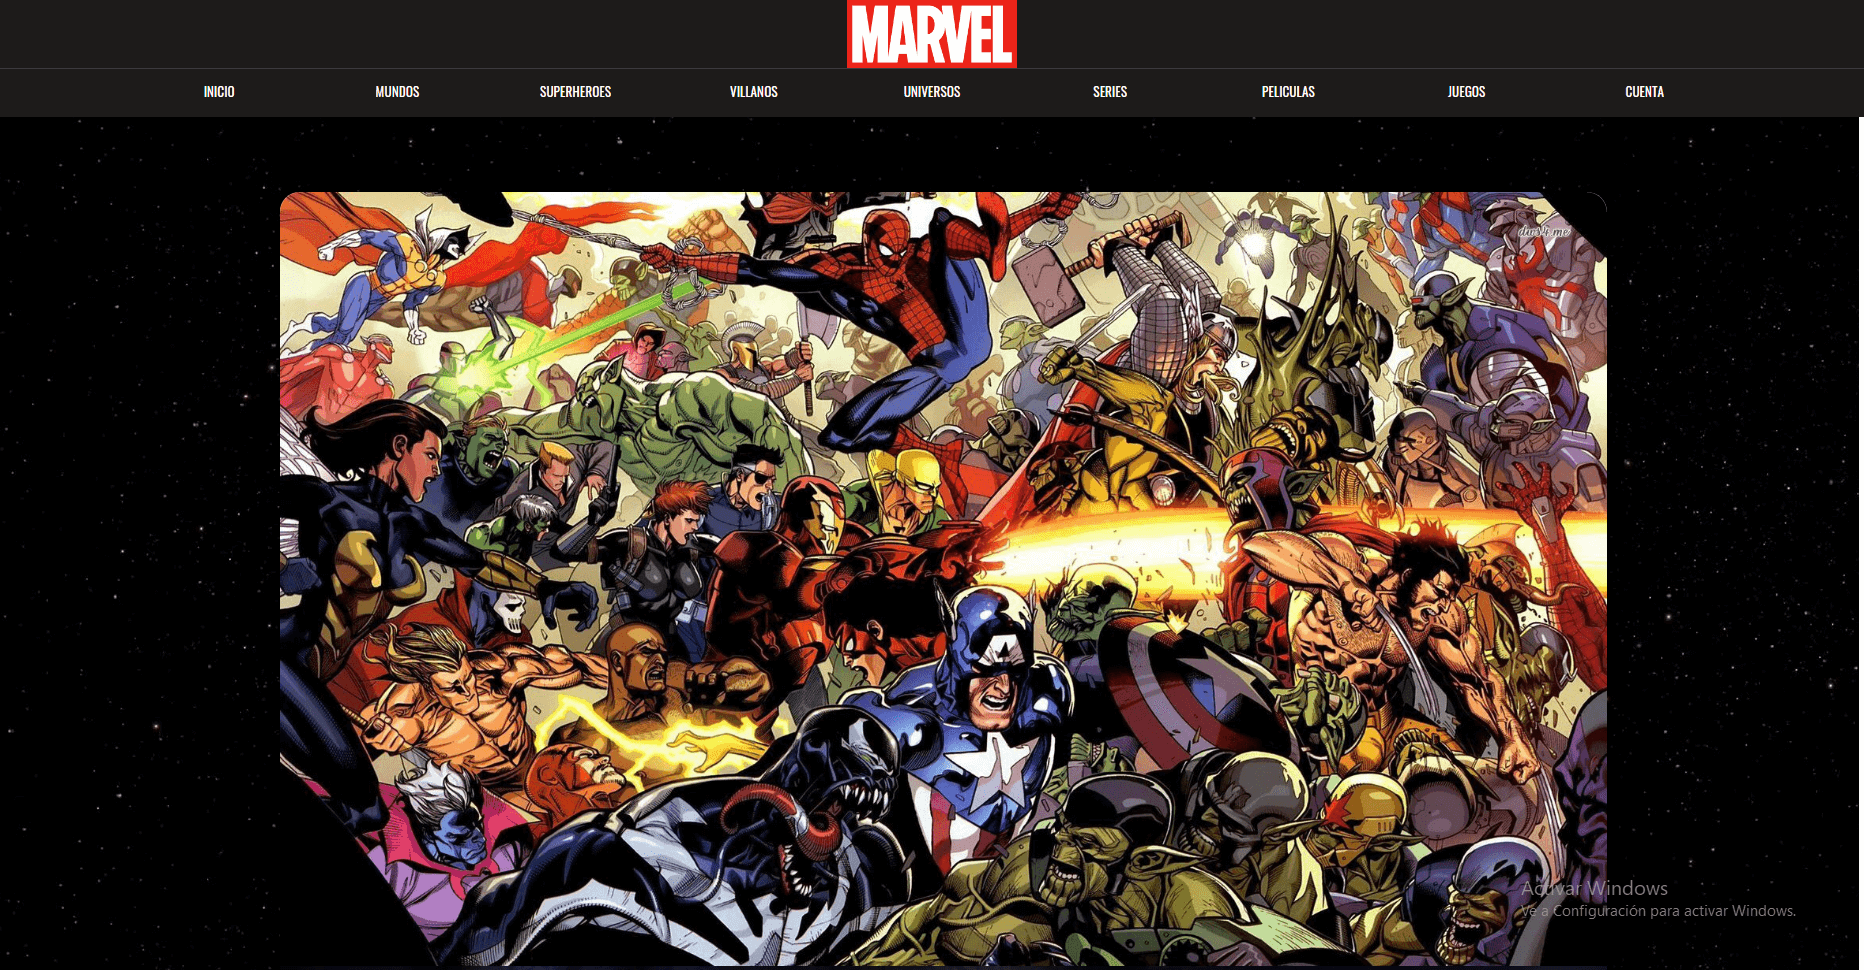 MARVEL
INICIO
MUNDOS
SUPERHEROES
VILLANOS
UNIVERSOS
SERIES
PELICULAS
JUEGOS
CUENTA
Activar Windows
Ve a Configuración para activar Windows.